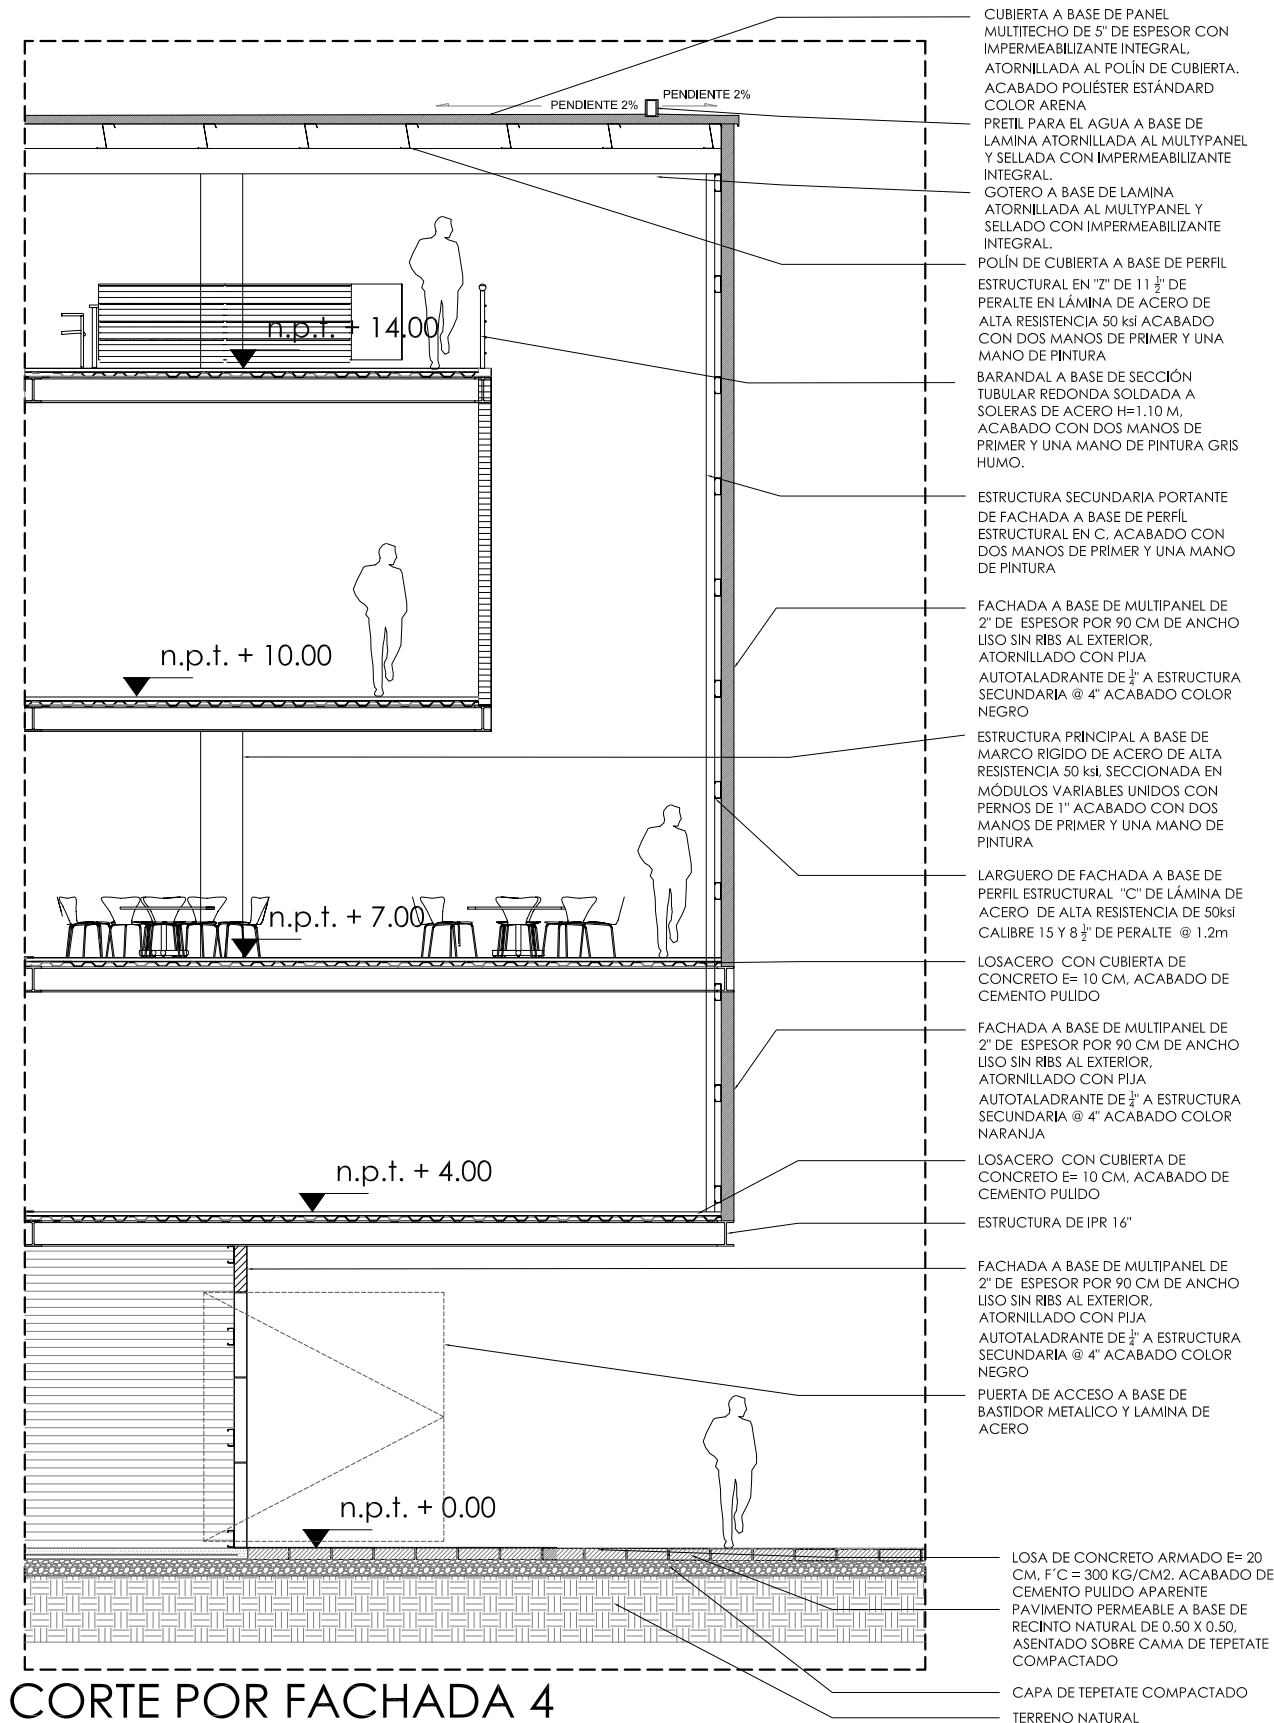 CUBIERTA A BASE DE PANEL
MULTITECHO DE 5" DE ESPESOR CON
IMPERMEABILIZANTE INTEGRAL,
ATORNILLADA AL POLÍN DE CUBIERTA.
ACABADO POLIÉSTER ESTÁNDARD
COLOR ARENA
PENDIENTE 2%
PENDIENTE 2%
PRETIL PARA EL AGUA A BASE DE
LAMINA ATORNILLADA AL MULTYPANEL
Y SELLADA CON IMPERMEABILIZANTE
INTEGRAL.
GOTERO A BASE DE LAMINA
ATORNILLADA AL MULTYPANEL Y
SELLADO CON IMPERMEABILIZANTE
INTEGRAL.
POLÍN DE CUBIERTA A BASE DE PERFIL
ESTRUCTURAL EN "Z" DE 11 ½" DE
PERALTE EN LÁMINA DE ACERO DE
ALTA RESISTENCIA 50 ksi ACABADO
CON DOS MANOS DE PRIMER Y UNA
MANO DE PINTURA
n.p.t. + 14.00
BARANDAL A BASE DE SECCIÓN
TUBULAR REDONDA SOLDADA A
SOLERAS DE ACERO H=1.10 M,
ACABADO CON DOS MANOS DE
PRIMER Y UNA MANO DE PINTURA GRIS
HUMO.
ESTRUCTURA SECUNDARIA PORTANTE
DE FACHADA A BASE DE PERFÍL
ESTRUCTURAL EN C, ACABADO CON
DOS MANOS DE PRIMER Y UNA MANO
DE PINTURA
FACHADA A BASE DE MULTIPANEL DE
2" DE ESPESOR POR 90 CM DE ANCHO
LISO SIN RIBS AL EXTERIOR,
ATORNILLADO CON PIJA
AUTOTALADRANTE DE ¼" A ESTRUCTURA
SECUNDARIA @ 4" ACABADO COLOR
NEGRO
n.p.t. + 10.00
ESTRUCTURA PRINCIPAL A BASE DE
MARCO RIGIDO DE ACERO DE ALTA
RESISTENCIA 50 ksi, SECCIONADA EN
MÓDULOS VARIABLES UNIDOS CON
PERNOS DE 1" ACABADO CON DOS
MANOS DE PRIMER Y UNA MANO DE
PINTURA
LARGUERO DE FACHADA A BASE DE
PERFIL ESTRUCTURAL "C" DE LÁMINA DE
ACERO DE ALTA RESISTENCIA DE 50ksi
CALIBRE 15 Y 8 ½" DE PERALTE @ 1.2m
n.p.t. + 7.00
LOSACERO CON CUBIERTA DE
CONCRETO E= 10 CM, ACABADO DE
CEMENTO PULIDO
FACHADA A BASE DE MULTIPANEL DE
2" DE ESPESOR POR 90 CM DE ANCHO
LISO SIN RIBS AL EXTERIOR,
ATORNILLADO CON PIJA
AUTOTALADRANTE DE ¼" A ESTRUCTURA
SECUNDARIA @ 4" ACABADO COLOR
NARANJA
n.p.t. + 4.00
LOSACERO CON CUBIERTA DE
CONCRETO E= 10 CM, ACABADO DE
CEMENTO PULIDO
ESTRUCTURA DE IPR 16"
FACHADA A BASE DE MULTIPANEL DE
2" DE ESPESOR POR 90 CM DE ANCHO
LISO SIN RIBS AL EXTERIOR,
ATORNILLADO CON PIJA
AUTOTALADRANTE DE ¼" A ESTRUCTURA
SECUNDARIA @ 4" ACABADO COLOR
NEGRO
PUERTA DE ACCESO A BASE DE
BASTIDOR METALICO Y LAMINA DE
ACERO
n.p.t. + 0.00
LOSA DE CONCRETO ARMADO E= 20
CM, F´C = 300 KG/CM2. ACABADO DE
CEMENTO PULIDO APARENTE
PAVIMENTO PERMEABLE A BASE DE
RECINTO NATURAL DE 0.50 X 0.50,
ASENTADO SOBRE CAMA DE TEPETATE
COMPACTADO
CAPA DE TEPETATE COMPACTADO
TERRENO NATURAL
CORTE POR FACHADA 4